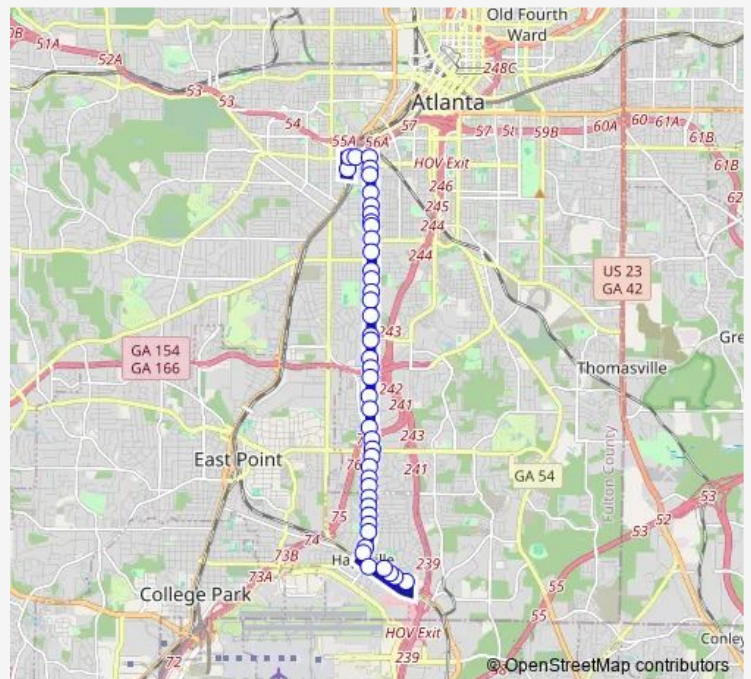 Old Fourth
Ward
0B
51A
52A
248C
53
53
54
Atlanta
57
57
59B
60A
60
61A
61B
55A
56A
HOV Exit
61B
246
62
245
244
244
US 23
GA 42
243
GA 154
GA 166
Thomasville
242
241
243
East Point
241
GA 54
Fulton County
53
75
52
53
74
73B
239
55
73A
College Park
55
HOV Exit
Conley
72
239
© OpenStreetMap contributors